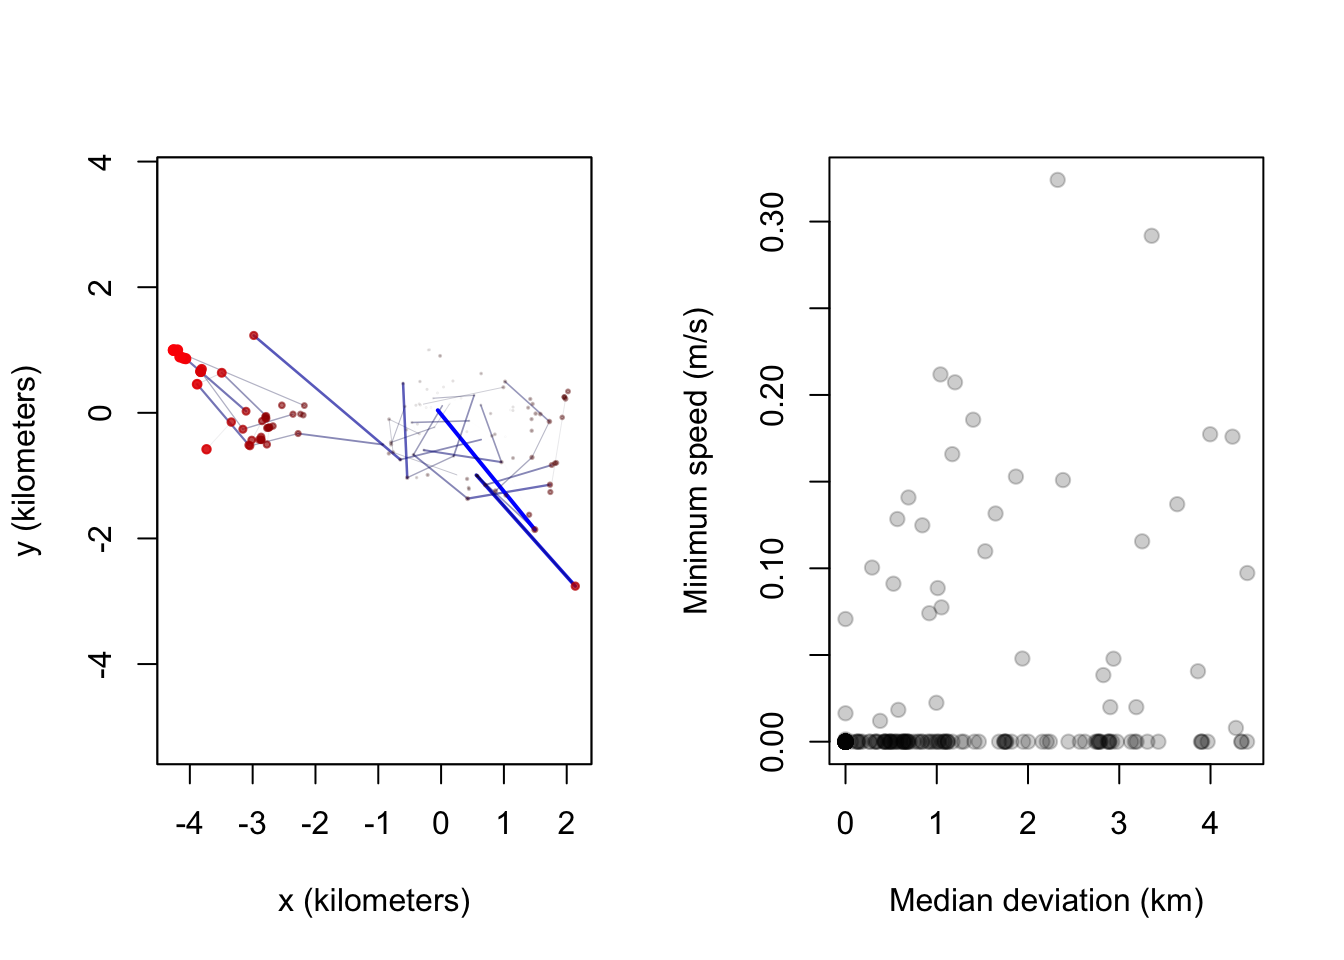 4
2
0
-2
-4
y (kilometers)
-4 -3 -2 -1 0 1 2
x (kilometers)
0.30
0.20
0.10
0.00
Minimum speed (m/s)
0 1 2 3 4
Median deviation (km)